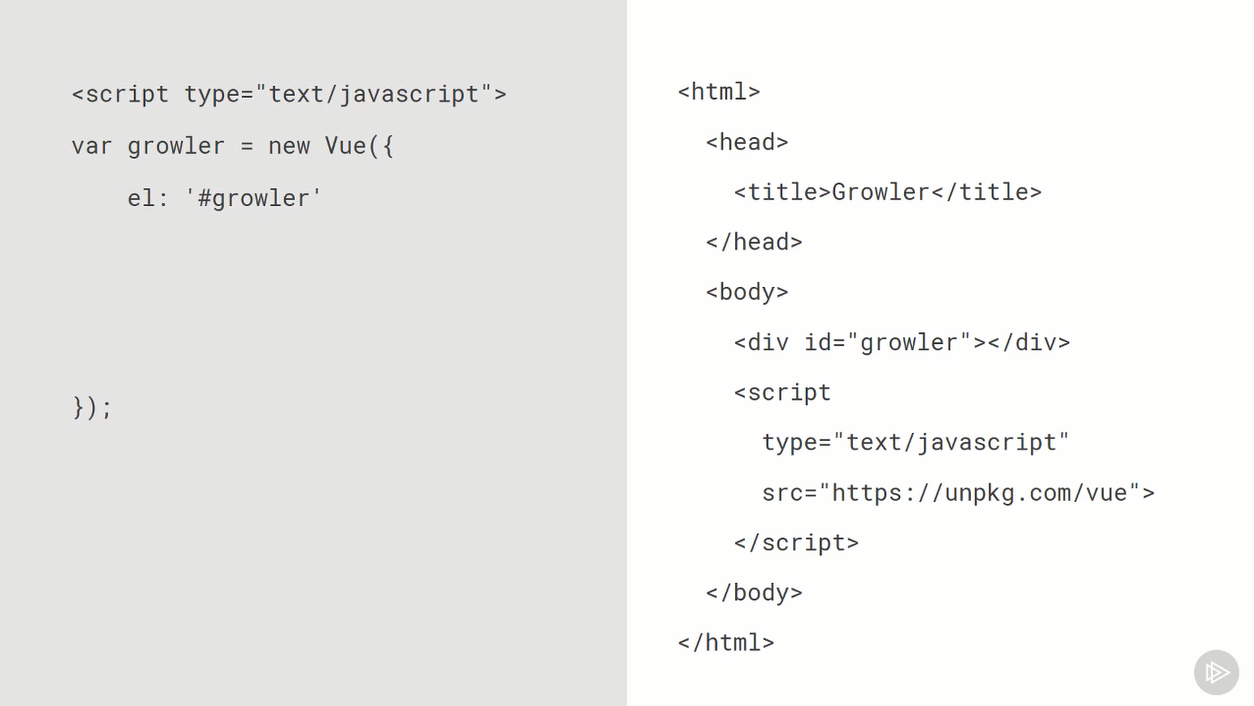 <script type="text/javascript">
var growler = new Vue({
    el: '#growler'
});
<html>
  <head>
    <title>Growler</title>
  </head>
  <body>
    <div id="growler"></div>
    <script
      type="text/javascript"
      src="https://unpkg.com/vue">
    </script>
  </body>
</html>